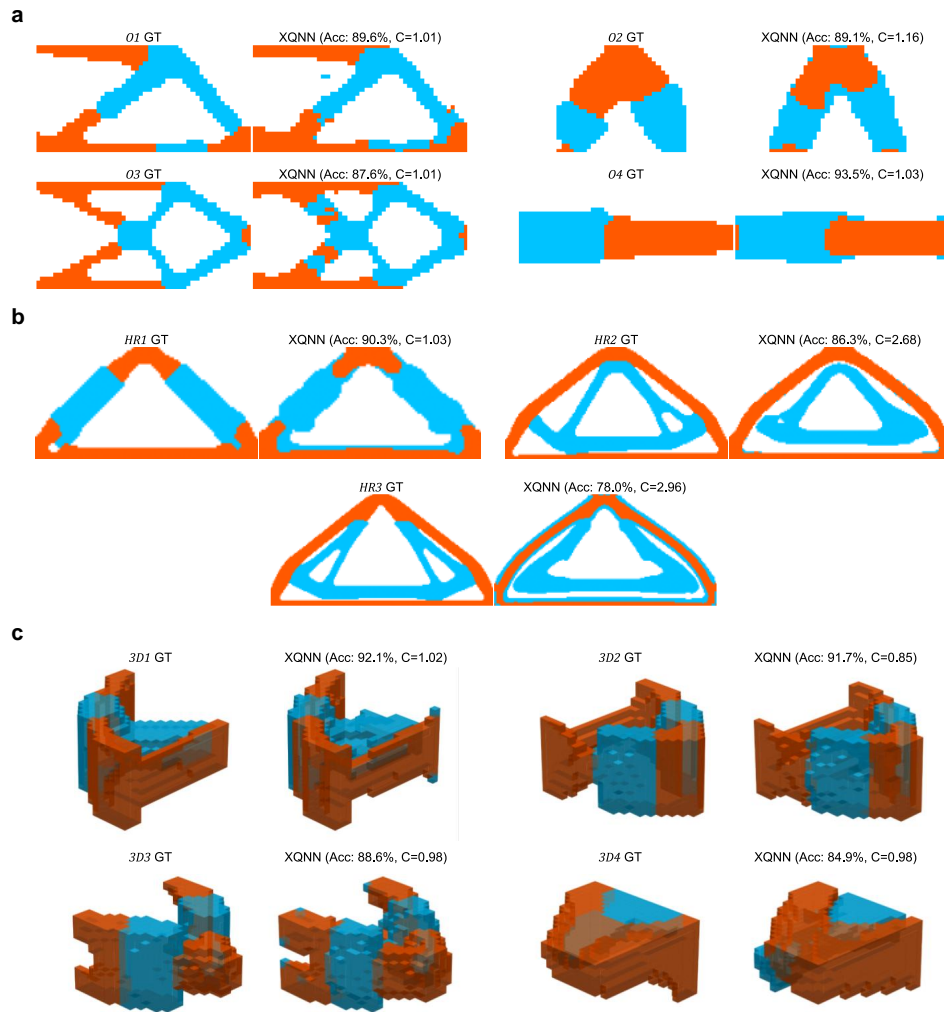 a
O1 GT
XQNN (Acc: 89.6%, C=1.01)
O2 GT
XQNN (Acc: 89.1%, C=1.16)
O3 GT
XQNN (Acc: 87.6%, C=1.01)
O4 GT
XQNN (Acc: 93.5%, C=1.03)
b
HR1 GT
XQNN (Acc: 90.3%, C=1.03)
HR2 GT
XQNN (Acc: 86.3%, C=2.68)
HR3 GT
XQNN (Acc: 78.0%, C=2.96)
c
3D1 GT
XQNN (Acc: 92.1%, C=1.02)
3D2 GT
XQNN (Acc: 91.7%, C=0.85)
3D3 GT
XQNN (Acc: 88.6%, C=0.98)
3D4 GT
XQNN (Acc: 84.9%, C=0.98)